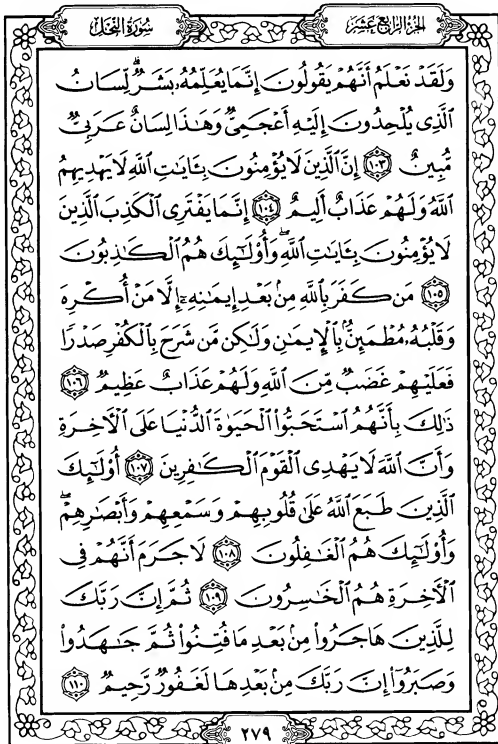 الجزء الرابع عشر
سورة النحل
وَلَقَدْ نَعْلَمُ أَنَّهُمْ يَقُولُونَ إِنَّمَا يُعَلِّمُهُۥ بَشَرٌۗ لِّسَانُ
ٱلَّذِى يُلْحِدُونَ إِلَيْهِ أَعْجَمِىٌّ وَهَٰذَا لِسَانٌ عَرَبِىٌّ
مُّبِينٌ ١٠٣ إِنَّ ٱلَّذِينَ لَا يُؤْمِنُونَ بِـَٔايَٰتِ ٱللَّهِ لَا يَهْدِيهِمُ
ٱللَّهُ وَلَهُمْ عَذَابٌ أَلِيمٌ ١٠٤ إِنَّمَا يَفْتَرِى ٱلْكَذِبَ ٱلَّذِينَ
لَا يُؤْمِنُونَ بِـَٔايَٰتِ ٱللَّهِۖ وَأُو۟لَٰٓئِكَ هُمُ ٱلْكَٰذِبُونَ
١٠٥ مَن كَفَرَ بِٱللَّهِ مِنۢ بَعْدِ إِيمَٰنِهِۦٓ إِلَّا مَنْ أُكْرِهَ
وَقَلْبُهُۥ مُطْمَئِنٌّۢ بِٱلْإِيمَٰنِ وَلَٰكِن مَّن شَرَحَ بِٱلْكُفْرِ صَدْرًا
فَعَلَيْهِمْ غَضَبٌ مِّنَ ٱللَّهِ وَلَهُمْ عَذَابٌ عَظِيمٌ ١٠٦
ذَٰلِكَ بِأَنَّهُمُ ٱسْتَحَبُّوا۟ ٱلْحَيَوٰةَ ٱلدُّنْيَا عَلَى ٱلْءَاخِرَةِ
وَأَنَّ ٱللَّهَ لَا يَهْدِى ٱلْقَوْمَ ٱلْكَٰفِرِينَ ١٠٧ أُو۟لَٰٓئِكَ
ٱلَّذِينَ طَبَعَ ٱللَّهُ عَلَىٰ قُلُوبِهِمْ وَسَمْعِهِمْ وَأَبْصَٰرِهِمْۖ
وَأُو۟لَٰٓئِكَ هُمُ ٱلْغَٰفِلُونَ ١٠٨ لَا جَرَمَ أَنَّهُمْ فِى
ٱلْءَاخِرَةِ هُمُ ٱلْخَٰسِرُونَ ١٠٩ ثُمَّ إِنَّ رَبَّكَ
لِلَّذِينَ هَاجَرُوا۟ مِنۢ بَعْدِ مَا فُتِنُوا۟ ثُمَّ جَٰهَدُوا۟
وَصَبَرُوٓا۟ إِنَّ رَبَّكَ مِنۢ بَعْدِهَا لَغَفُورٌ رَّحِيمٌ ١١٠
٢٧٩